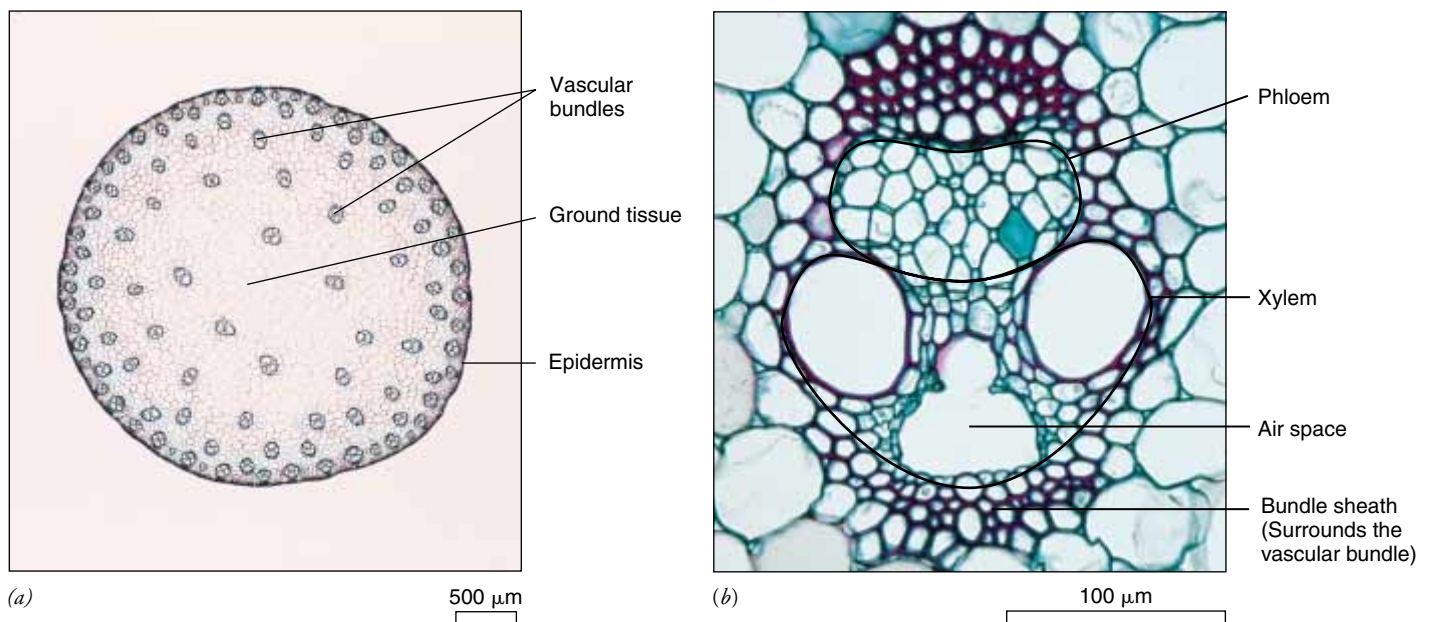 Vascular
bundles
Ground tissue
Epidermis
(a)
500 μm
Phloem
Xylem
Air space
Bundle sheath
(Surrounds the
vascular bundle)
(b)
100 μm